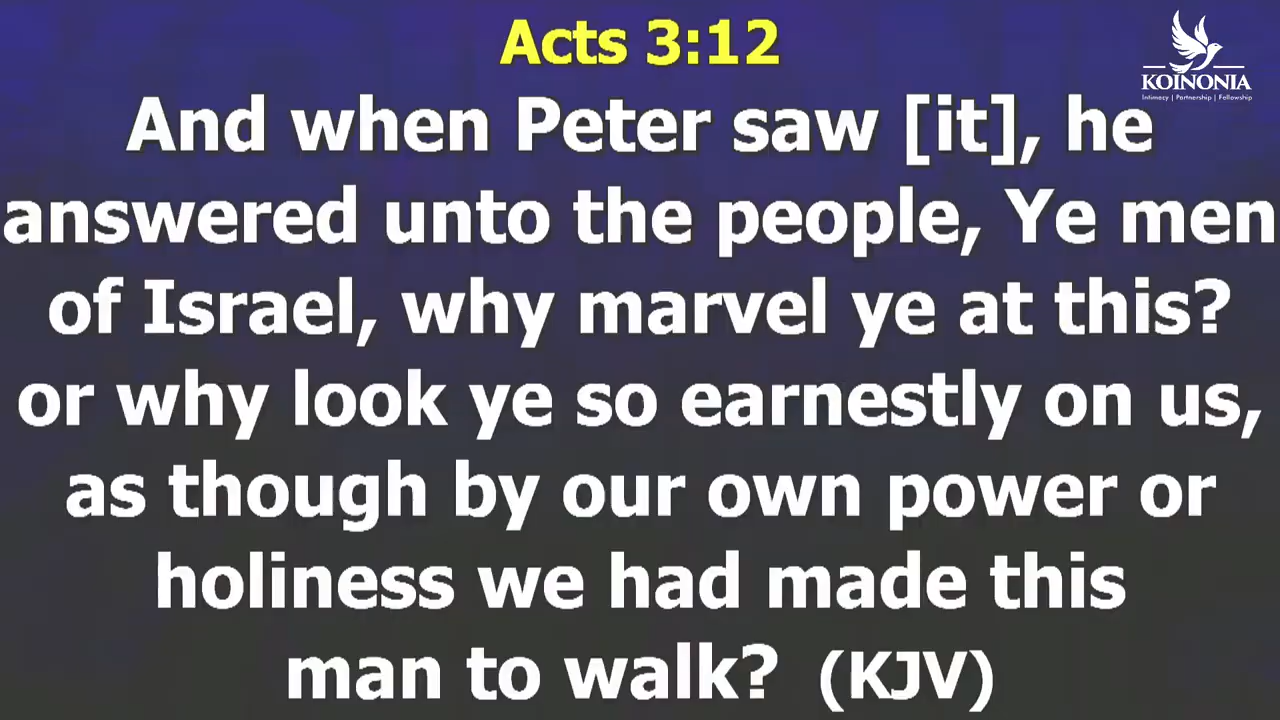 Acts 3:12
KOINONIA
Intimacy | Partnership | Fellowship
And when Peter saw [it], he
answered unto the people, Ye men
of Israel, why marvel ye at this?
or why look ye so earnestly on us,
as though by our own power or
holiness we had made this
man to walk? (KJV)